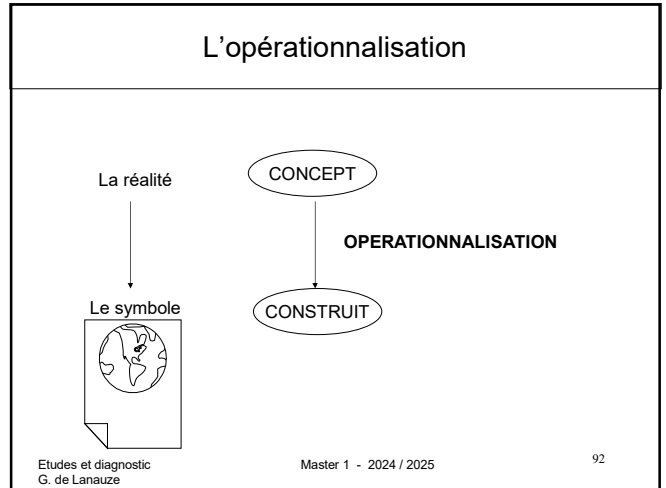 L'opérationnalisation
La réalité
CONCEPT
OPERATIONNALISATION
Le symbole
CONSTRUIT
Etudes et diagnostic
G. de Lanauze
Master 1 - 2024 / 2025
92